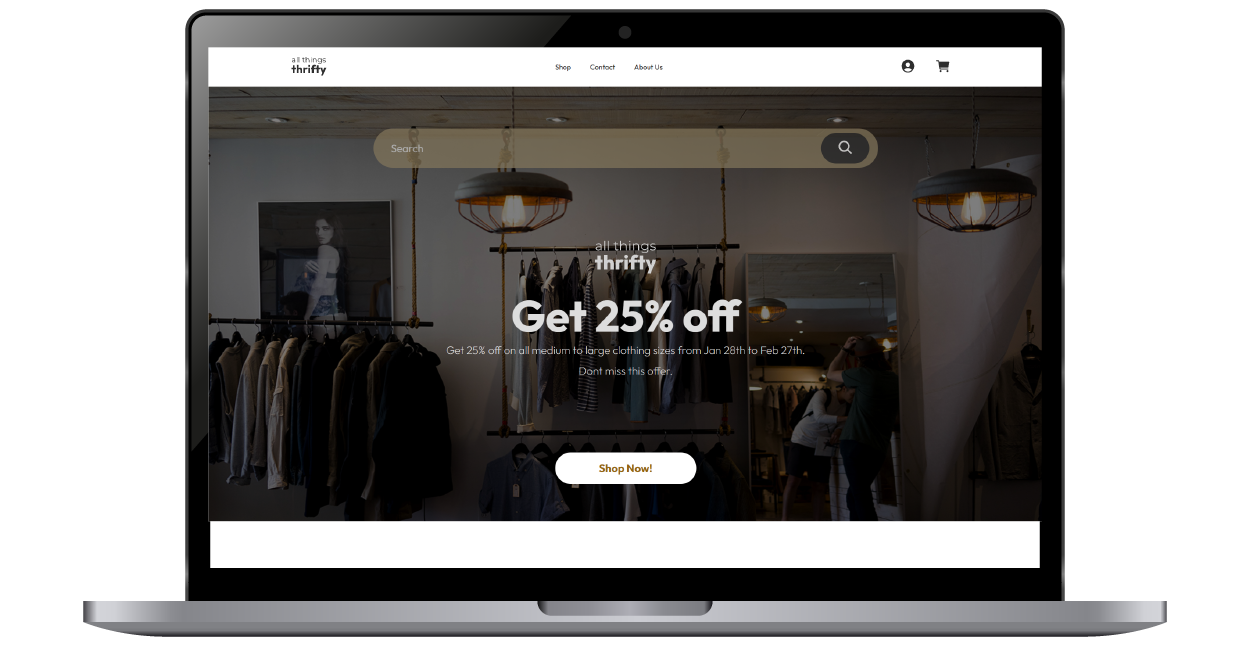 all things
thrifty
Shop
Contact
About Us
Search
all things
thrifty
Get 25% off
Get 25% off on all medium to large clothing sizes from Jan 28th to Feb 27th.
Dont miss this offer.
Shop Now!